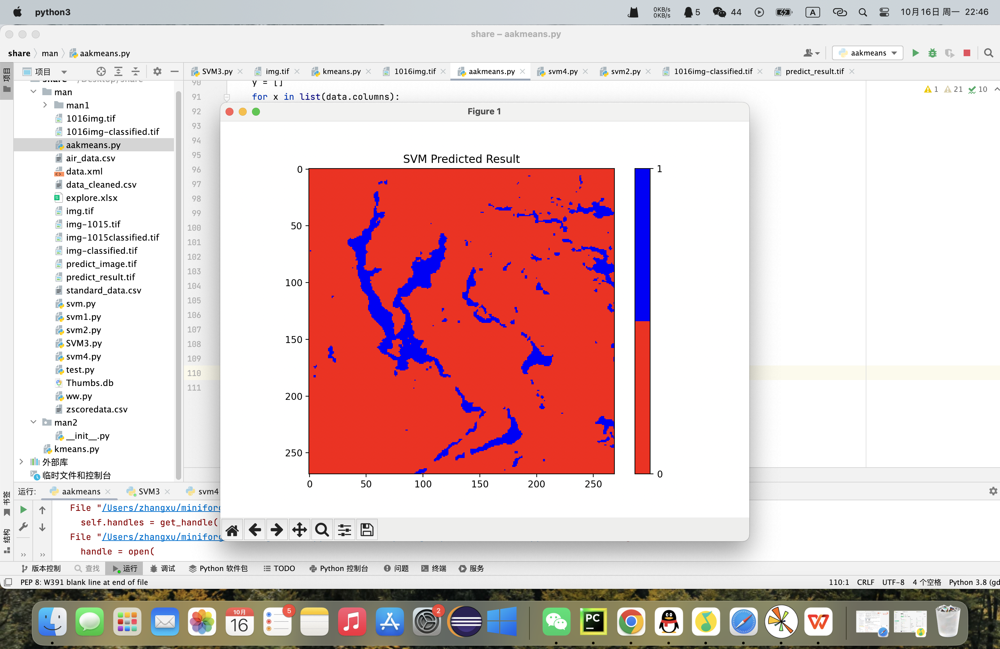 python3
0KB/s
0KB/s
5
44
A
10月16日 周一 22:46
share – aakmeans.py
share
man
aakmeans.py
aakmeans
项目
项目
SVM3.py
img.tif
kmeans.py
1016img.tif
aakmeans.py
svm4.py
svm2.py
1016img-classified.tif
predict_result.tif
share ~/Desktop/share
man
man1
1016img.tif
1016img-classified.tif
aakmeans.py
air_data.csv
data.xml
data_cleaned.csv
explore.xlsx
img.tif
img-1015.tif
img-1015classified.tif
img-classified.tif
predict_image.tif
predict_result.tif
standard_data.csv
svm.py
svm1.py
svm2.py
SVM3.py
svm4.py
test.py
Thumbs.db
ww.py
zscoredata.csv
man2
__init__.py
kmeans.py
外部库
临时文件和控制台
90 y = []
91 for x in list(data.columns):
92
93
94
95
96
97
98
99
100
101
102
103
104
105
106
107
108
109
110
111
1 21 10
Figure 1
SVM Predicted Result
0
50
100
150
200
250
0 50 100 150 200 250
1
0
书签
结构
运行:
aakmeans
SVM3
svm4
File "/Users/zhangxu/miniforg
self.handles = get_handle(
File "/Users/zhangxu/miniforg
handle = open(
版本控制
查找
运行
调试
Python 软件包
TODO
Python 控制台
问题
终端
服务
PEP 8: W391 blank line at end of file
110:1 CRLF UTF-8 4 个空格 Python 3.8 (gd
10月
16
5
2
PC